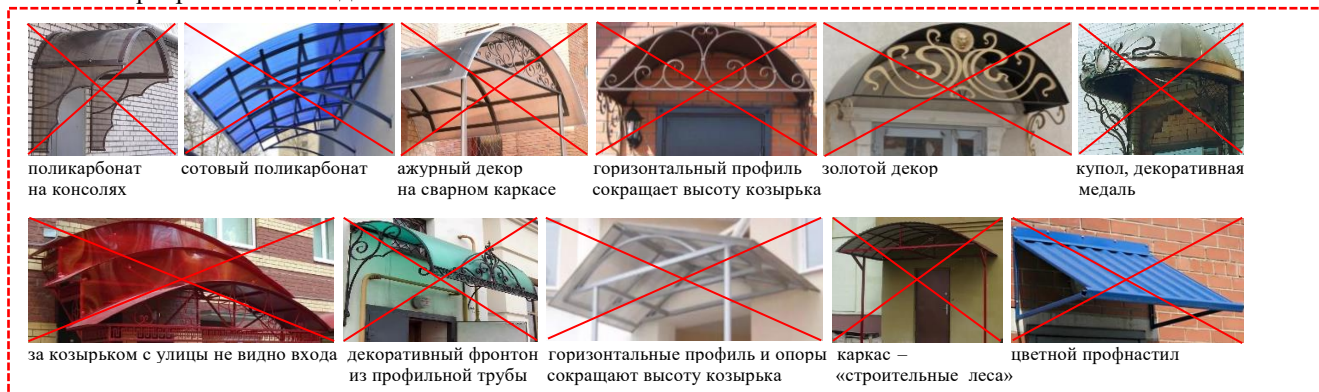 поликарбонат
на консолях
сотовый поликарбонат
ажурный декор
на сварном каркасе
горизонтальный профиль
сокращает высоту козырька
золотой декор
купол, декоративная
медаль
за козырьком с улицы не видно входа
декоративный фронтон
из профильной трубы
горизонтальные профиль и опоры
сокращают высоту козырька
каркас –
«строительные леса»
цветной профнастил